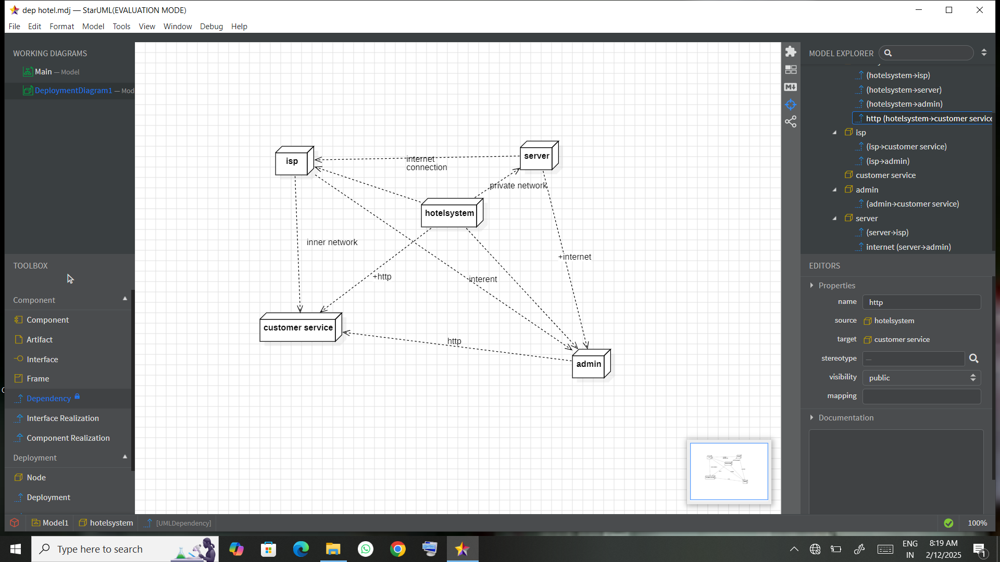 dep hotel.mdj — StarUML(EVALUATION MODE)
File Edit Format Model Tools View Window Debug Help
WORKING DIAGRAMS
Main — Model
DeploymentDiagram1 — Mod
TOOLBOX
Component
Component
Artifact
Interface
Frame
Dependency
Interface Realization
Component Realization
Deployment
Node
Deployment
isp
server
internet
connection
private network
hotelsystem
inner network
+internet
+http
interent
customer service
http
admin
MODEL EXPLORER
(hotelsystem→isp)
(hotelsystem→server)
(hotelsystem→admin)
http (hotelsystem→customer service
isp
(isp→customer service)
(isp→admin)
customer service
admin
(admin→customer service)
server
(server→isp)
internet (server→admin)
EDITORS
Properties
name http
source hotelsystem
target customer service
stereotype —
visibility public
mapping
Documentation
Model1 hotelsystem [UMLDependency]
100%
Type here to search
ENG
IN
8:19 AM
2/12/2025
1